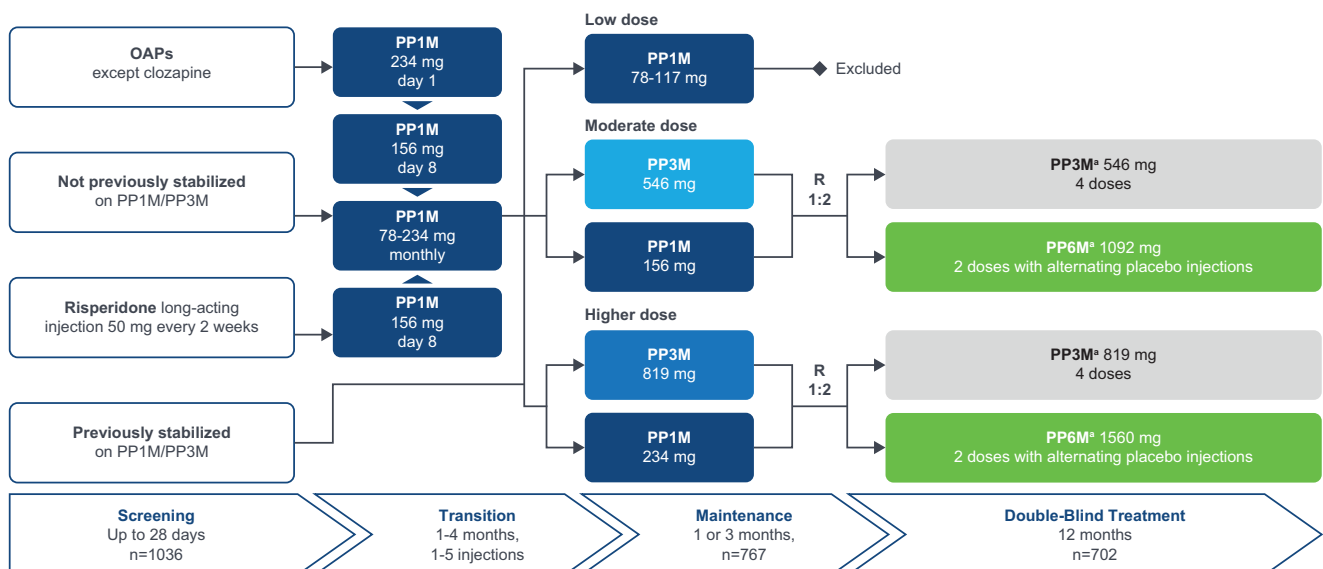 OAPs
except clozapine
Not previously stabilized
on PP1M/PP3M
Risperidone long-acting
injection 50 mg every 2 weeks
Previously stabilized
on PP1M/PP3M
PP1M
234 mg
day 1
PP1M
156 mg
day 8
PP1M
78-234 mg
monthly
PP1M
156 mg
day 8
Low dose
PP1M
78-117 mg
Excluded
Moderate dose
PP3M
546 mg
PP1M
156 mg
R
1:2
PP3Mª 546 mg
4 doses
PP6Mª 1092 mg
2 doses with alternating placebo injections
Higher dose
PP3M
819 mg
PP1M
234 mg
R
1:2
PP3Mª 819 mg
4 doses
PP6Mª 1560 mg
2 doses with alternating placebo injections
Screening
Up to 28 days
n=1036
Transition
1-4 months,
1-5 injections
Maintenance
1 or 3 months,
n=767
Double-Blind Treatment
12 months
n=702